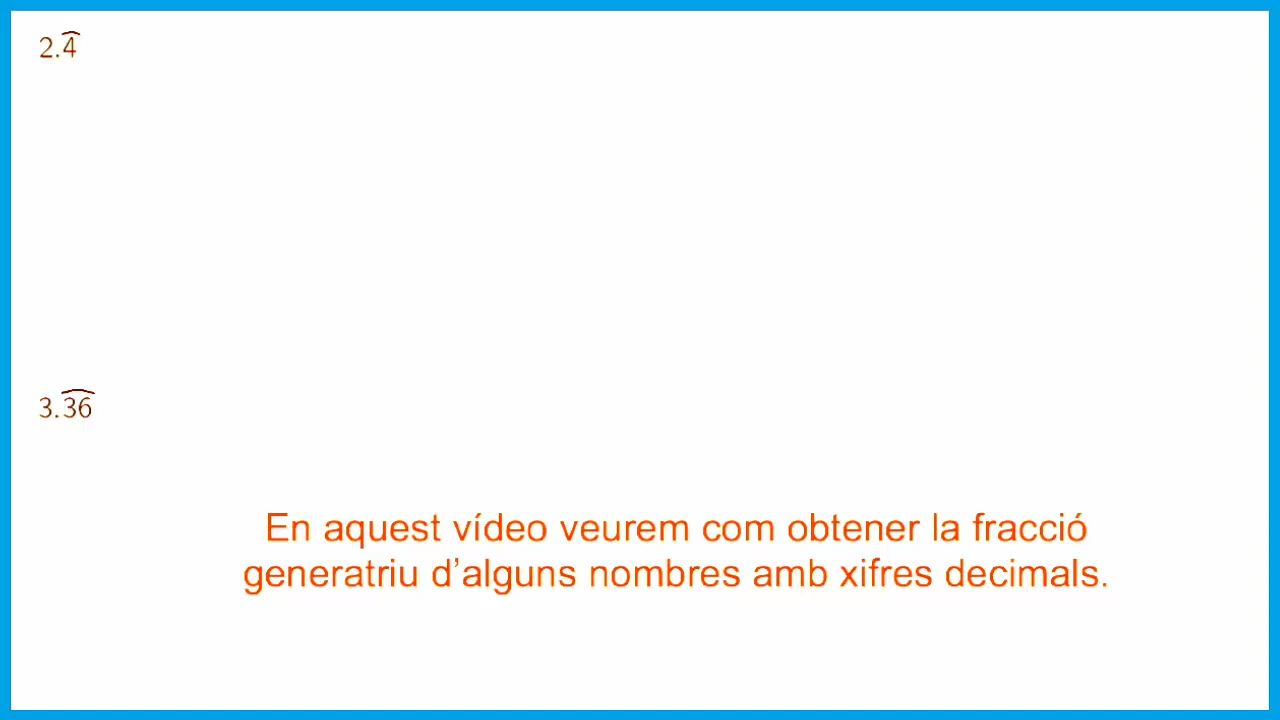 2.4̑
3.3͡6
En aquest vídeo veurem com obtener la fracció
generatriu d’alguns nombres amb xifres decimals.